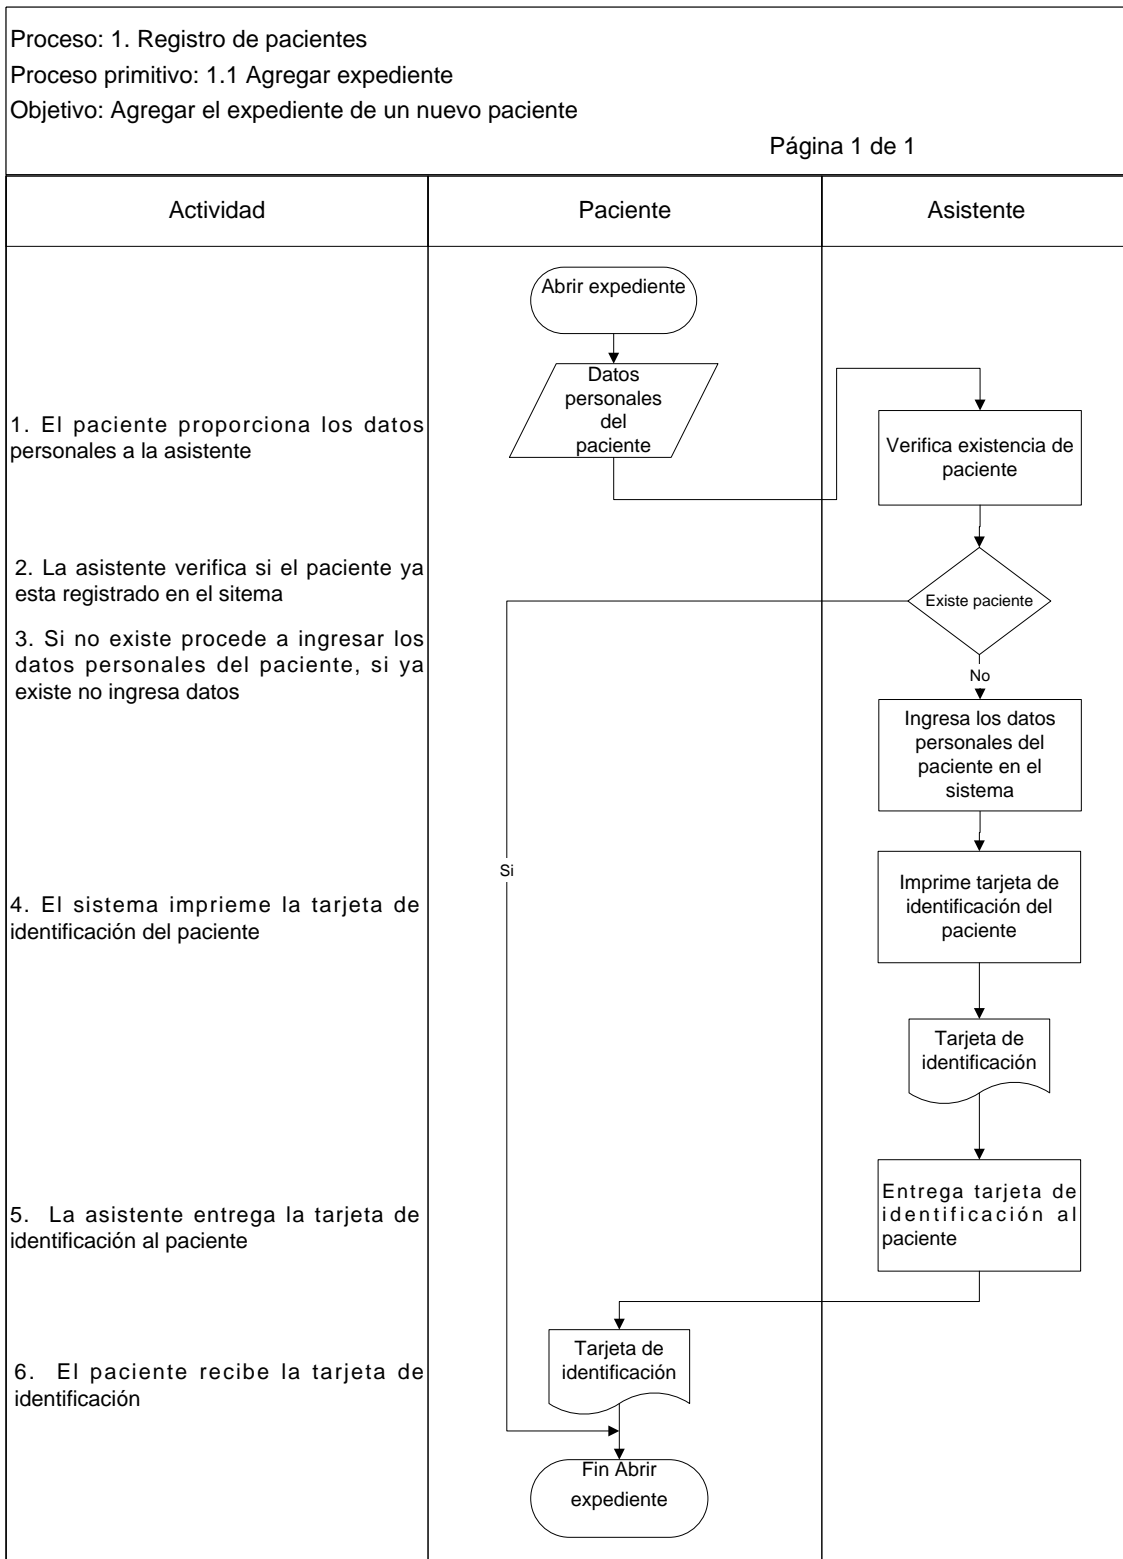 Proceso: 1. Registro de pacientes
Proceso primitivo: 1.1 Agregar expediente
Objetivo: Agregar el expediente de un nuevo paciente
Página 1 de 1
Actividad
Paciente
Asistente
Abrir expediente
Datos
personales
del
paciente
1. El paciente proporciona los datos
personales a la asistente
Verifica existencia de
paciente
2. La asistente verifica si el paciente ya
esta registrado en el sitema
Existe paciente
3. Si no existe procede a ingresar los
datos personales del paciente, si ya
existe no ingresa datos
No
Ingresa los datos
personales del
paciente en el
sistema
Si
Imprime tarjeta de
identificación del
paciente
4. El sistema imprieme la tarjeta de
identificación del paciente
Tarjeta de
identificación
Entrega tarjeta de
identificación al
paciente
5. La asistente entrega la tarjeta de
identificación al paciente
Tarjeta de
identificación
6. El paciente recibe la tarjeta de
identificación
Fin Abrir
expediente